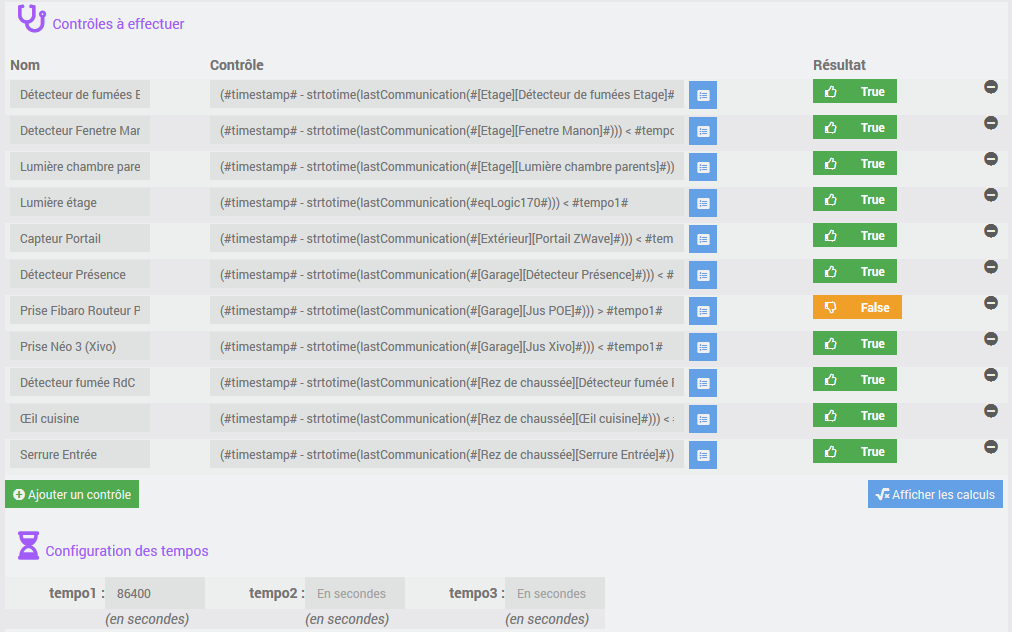 Contrôles à effectuer
Nom Contrôle Résultat
Détecteur de fumées E (#timestamp# - strtotime(lastCommunication(#[Etage][Détecteur de fumées Etage]# True
Detecteur Fenetre Mar (#timestamp# - strtotime(lastCommunication(#[Etage][Fenetre Manon]#))) < #tempo True
Lumière chambre pare (#timestamp# - strtotime(lastCommunication(#[Etage][Lumière chambre parents]#)) True
Lumière étage (#timestamp# - strtotime(lastCommunication(#eqLogic170#))) < #tempo1# True
Capteur Portail (#timestamp# - strtotime(lastCommunication(#[Extérieur][Portail ZWave]#))) < #tem True
Détecteur Présence (#timestamp# - strtotime(lastCommunication(#[Garage][Détecteur Présence]#))) < # True
Prise Fibaro Routeur P (#timestamp# - strtotime(lastCommunication(#[Garage][Jus POE]#))) > #tempo1# False
Prise Néo 3 (Xivo) (#timestamp# - strtotime(lastCommunication(#[Garage][Jus Xivo]#))) < #tempo1# True
Détecteur fumée RdC (#timestamp# - strtotime(lastCommunication(#[Rez de chaussée][Détecteur fumée True
Œil cuisine (#timestamp# - strtotime(lastCommunication(#[Rez de chaussée][Œil cuisine]#))) < True
Serrure Entrée (#timestamp# - strtotime(lastCommunication(#[Rez de chaussée][Serrure Entrée]#)) True
Ajouter un contrôle Afficher les calculs
Configuration des tempos
tempo1 : 86400 tempo2 : En secondes tempo3 : En secondes
(en secondes) (en secondes) (en secondes)